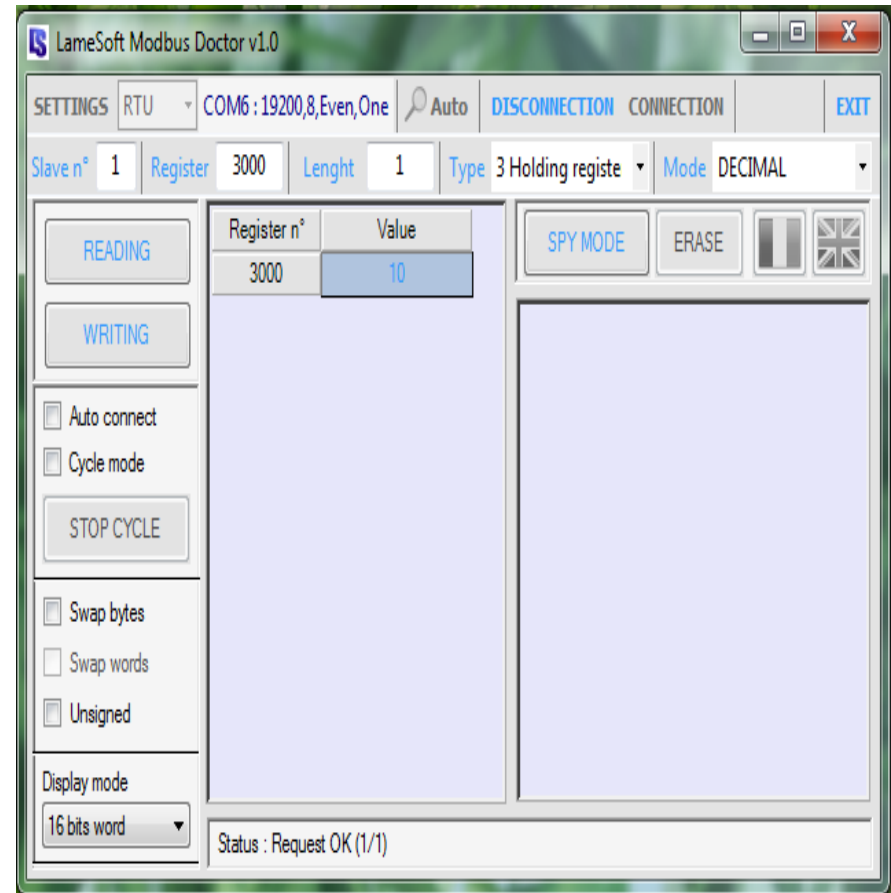 LameSoft Modbus Doctor v1.0
SETTINGS RTU COM6 : 19200,8,Even,One Auto DISCONNECTION CONNECTION EXIT
Slave n° 1 Register 3000 Lenght 1 Type 3 Holding registe Mode DECIMAL
READING
WRITING
Auto connect
Cycle mode
STOP CYCLE
Swap bytes
Swap words
Unsigned
Display mode
16 bits word
Register n° Value
3000 10
SPY MODE ERASE
Status : Request OK (1/1)